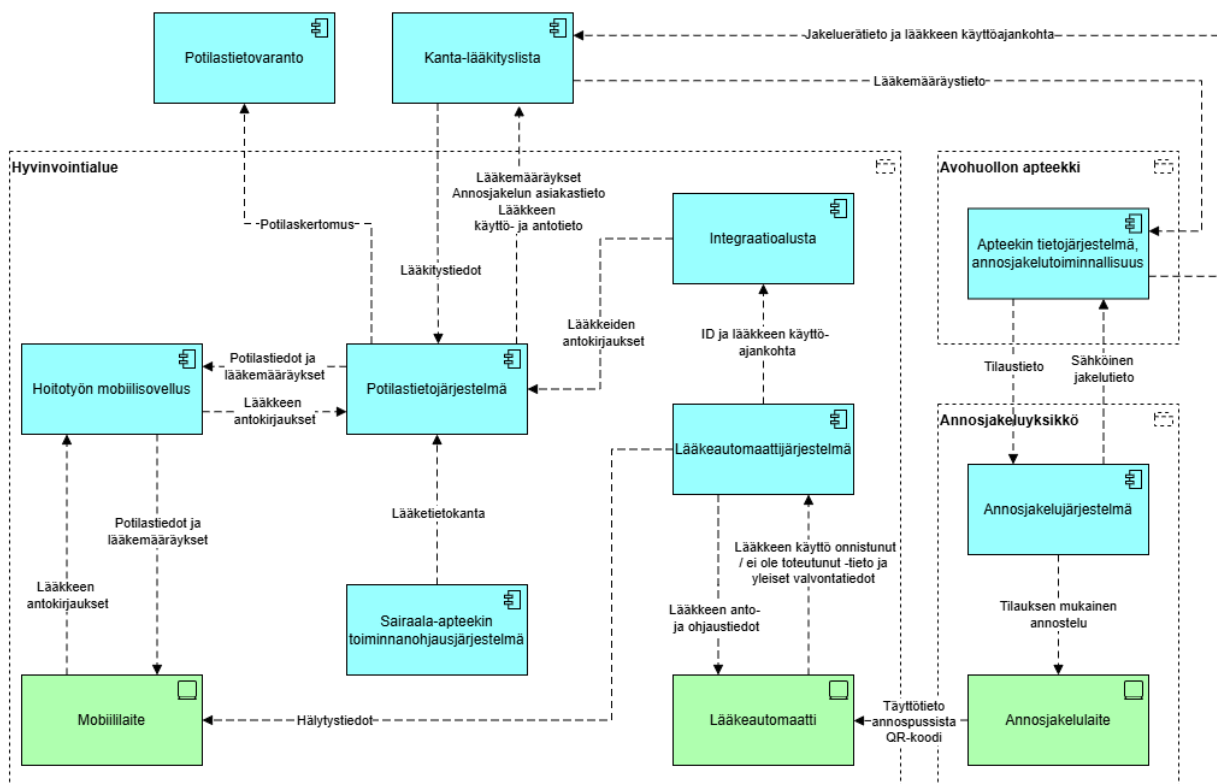 Potilastietovaranto
Kanta-lääkityslista
Jakeluerätieto ja lääkkeen käyttöajankohta
Lääkemääräystieto
Hyvinvointialue
Avohuollon apteekki
Lääkemääräykset
Annosjakelun asiakastieto
Lääkkeen
käyttö- ja antotieto
Potilaskertomus
Integraatioalusta
Apteekin tietojärjestelmä,
annosjakelutoiminnallisuus
Lääkitystiedot
Lääkkeiden
antokirjaukset
ID ja lääkkeen käyttö-
ajankohta
Hoitotyön mobiilisovellus
Potilastiedot ja
lääkemääräykset
Lääkkeen
antokirjaukset
Potilastietojärjestelmä
Tilaustieto
Sähköinen
jakelutieto
Annosjakeluyksikkö
Lääkeautomaattijärjestelmä
Annosjakelujärjestelmä
Lääketietokanta
Potilastiedot ja
lääkemääräykset
Lääkkeen käyttö onnistunut
/ ei ole toteutunut -tieto ja
yleiset valvontatiedot
Lääkkeen
antokirjaukset
Sairaala-apteekin
toiminnanohjausjärjestelmä
Lääkkeen anto-
ja ohjaustiedot
Tilauksen mukainen
annostelu
Mobiililaite
Hälytystiedot
Lääkeautomaatti
Täyttötieto
annospussista
QR-koodi
Annosjakelulaite